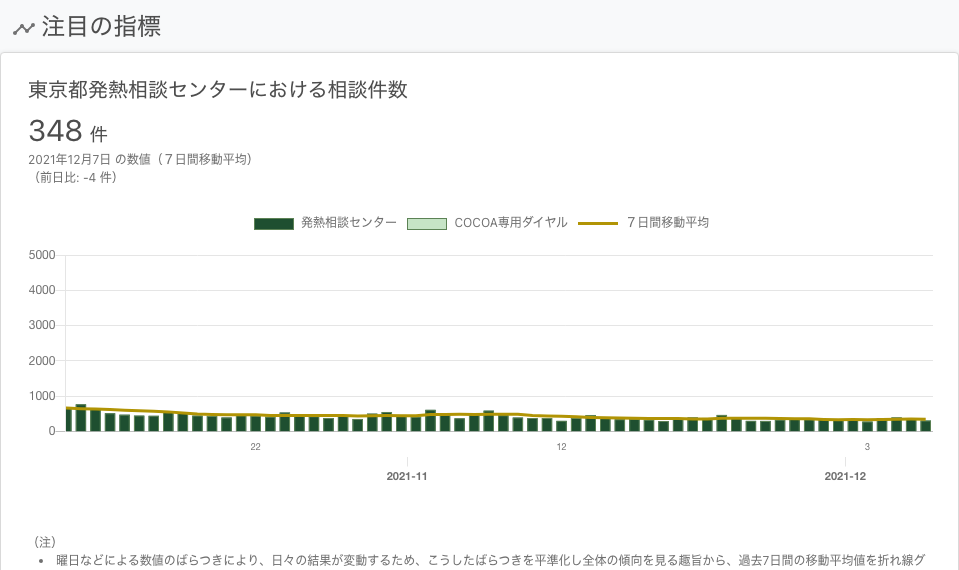 注目の指標
東京都発熱相談センターにおける相談件数
348 件
2021年12月7日 の数値（７日間移動平均）
（前日比: -4 件）
発熱相談センター COCOA専用ダイヤル ７日間移動平均
5000
4000
3000
2000
1000
0
22 12 3
2021-11 2021-12
（注）
• 曜日などによる数値のばらつきにより、日々の結果が変動するため、こうしたばらつきを平準化し全体の傾向を見る趣旨から、過去7日間の移動平均値を折れ線グ